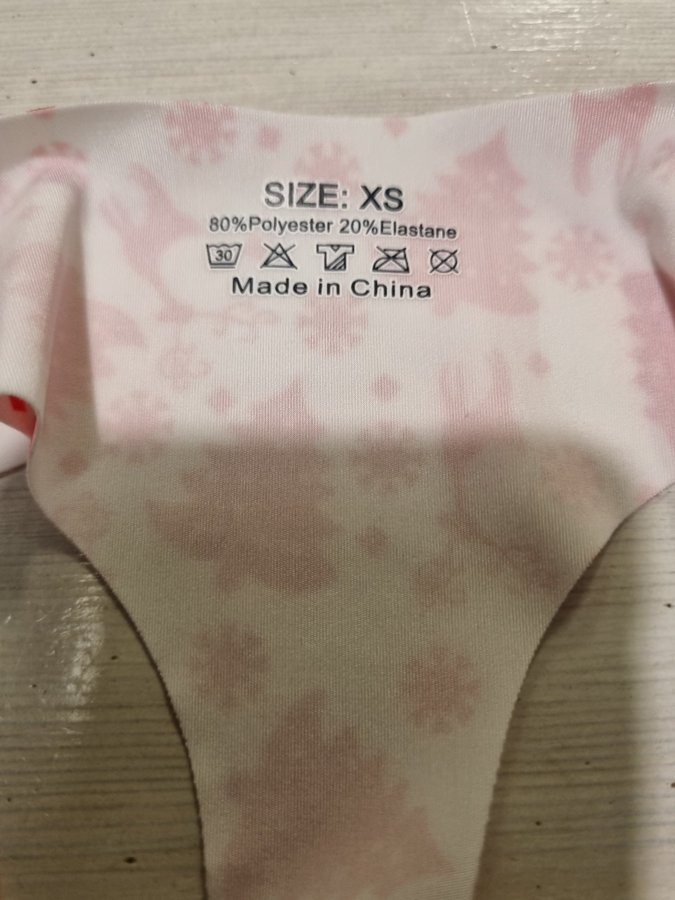 SIZE: XS
80%Polyester 20%Elastane
30
Made in China